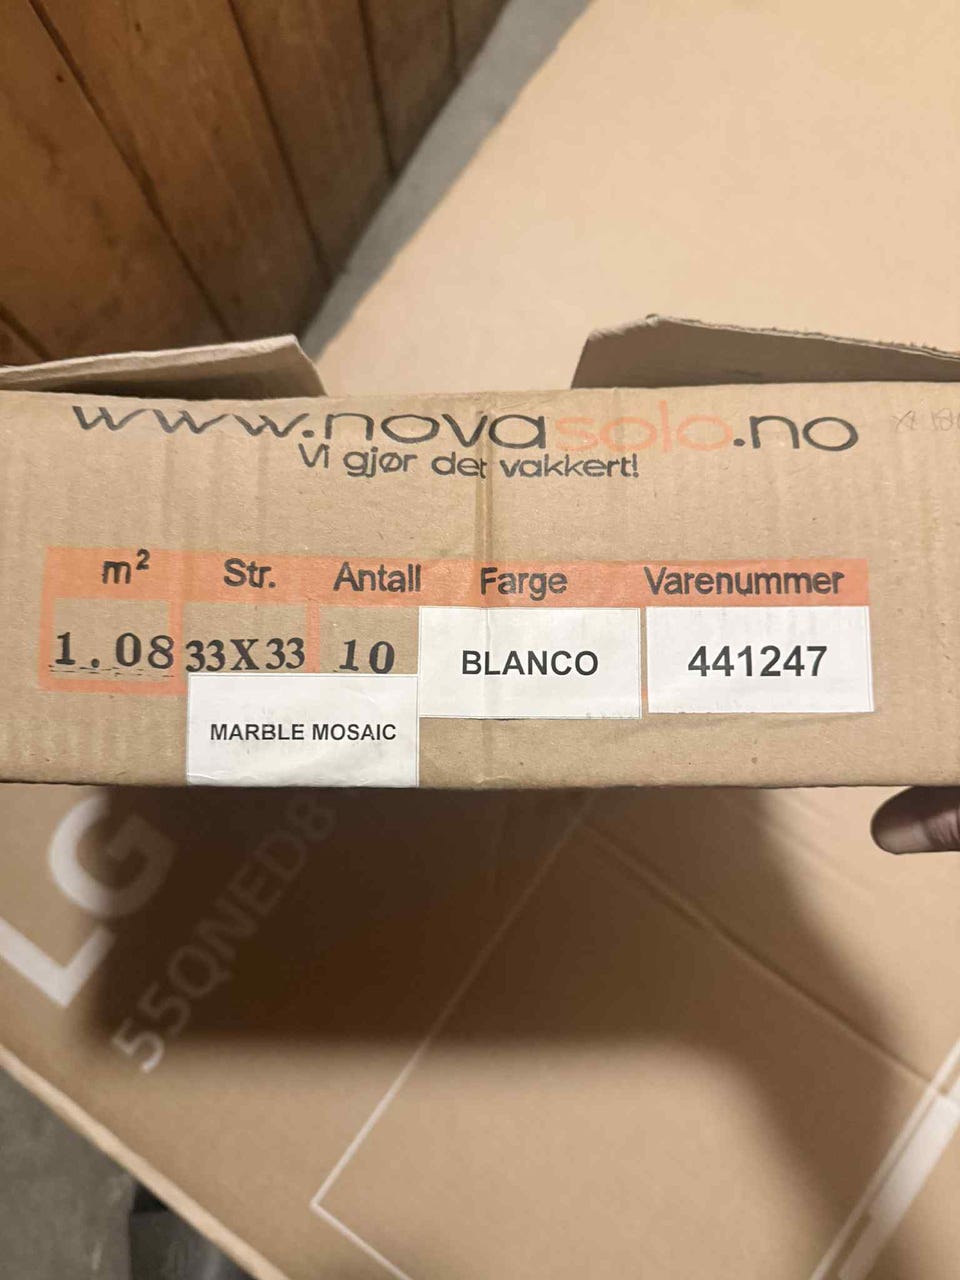 www.novasolo.no
Vi gjør det vakkert!
m² Str. Antall Farge Varenummer
1.08 33X33 10 BLANCO 441247
MARBLE MOSAIC
LG
55QNED8